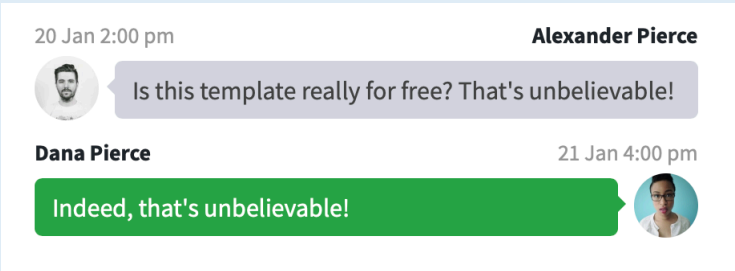 20 Jan 2:00 pm Alexander Pierce
Is this template really for free? That's unbelievable!
Dana Pierce 21 Jan 4:00 pm
Indeed, that's unbelievable!